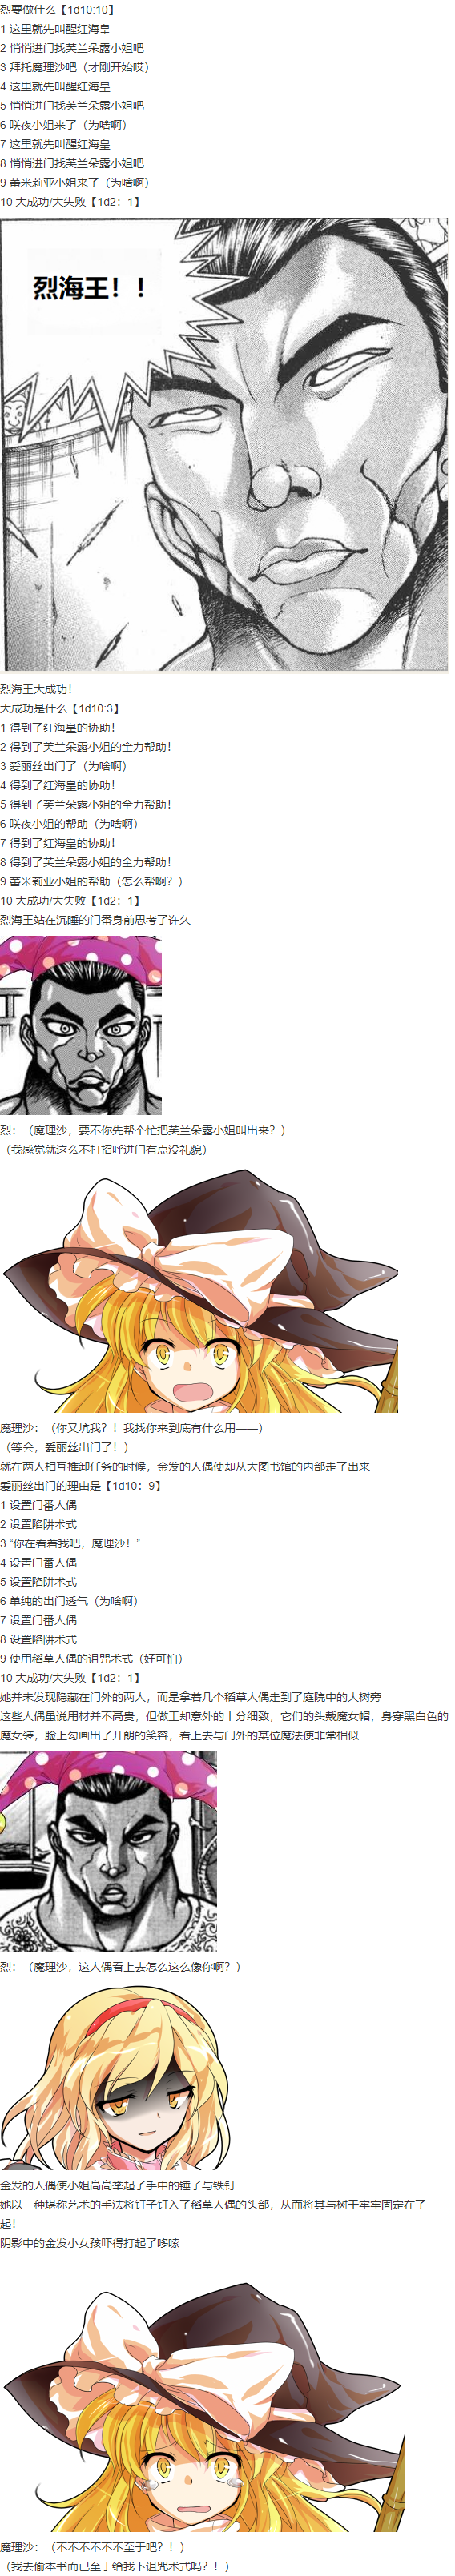 烈要做什么【1d10:10】
1 这里就先叫醒红海皇
2 悄悄进门找芙兰朵露小姐吧
3 拜托魔理沙吧（才刚开始哎）
4 这里就先叫醒红海皇
5 悄悄进门找芙兰朵露小姐吧
6 咲夜小姐来了（为啥啊）
7 这里就先叫醒红海皇
8 悄悄进门找芙兰朵露小姐吧
9 蕾米莉亚小姐来了（为啥啊）
10 大成功/大失败【1d2：1】
烈海王！！
烈海王大成功！
大成功是什么【1d10:3】
1 得到了红海皇的协助！
2 得到了芙兰朵露小姐的全力帮助！
3 爱丽丝出门了（为啥啊）
4 得到了红海皇的协助！
5 得到了芙兰朵露小姐的全力帮助！
6 咲夜小姐的帮助（为啥啊）
7 得到了红海皇的协助！
8 得到了芙兰朵露小姐的全力帮助！
9 蕾米莉亚小姐的帮助（怎么帮啊？）
10 大成功/大失败【1d2：1】
烈海王站在沉睡的门番身前思考了许久
烈：（魔理沙，要不你先帮个忙把芙兰朵露小姐叫出来？）
（我感觉就这么不打招呼进门有点没礼貌）
魔理沙：（你又坑我？！我找你来到底有什么用——）
（等会，爱丽丝出门了！）
就在两人相互推卸任务的时候，金发的人偶使却从大图书馆的内部走了出来
爱丽丝出门的理由是【1d10：9】
1 设置门番人偶
2 设置陷阱术式
3 “你在看着我吧，魔理沙！”
4 设置门番人偶
5 设置陷阱术式
6 单纯的出门透气（为啥啊）
7 设置门番人偶
8 设置陷阱术式
9 使用稻草人偶的诅咒术式（好可怕）
10 大成功/大失败【1d2：1】
她并未发现隐藏在门外的两人，而是拿着几个稻草人偶走到了庭院中的大树旁
这些人偶虽说用材并不高贵，但做工却意外的十分细致，它们的头戴魔女帽，身穿黑白色的
魔女装，脸上勾画出了开朗的笑容，看上去与门外的某位魔法使非常相似
烈：（魔理沙，这人偶看上去怎么这么像你啊？）
金发的人偶使小姐高高举起了手中的锤子与铁钉
她以一种堪称艺术的手法将钉子钉入了稻草人偶的头部，从而将其与树干牢牢固定在了一
起！
阴影中的金发小女孩吓得打起了哆嗦
魔理沙：（不不不不不不至于吧？！）
（我去偷本书而已至于给我下诅咒术式吗？！）